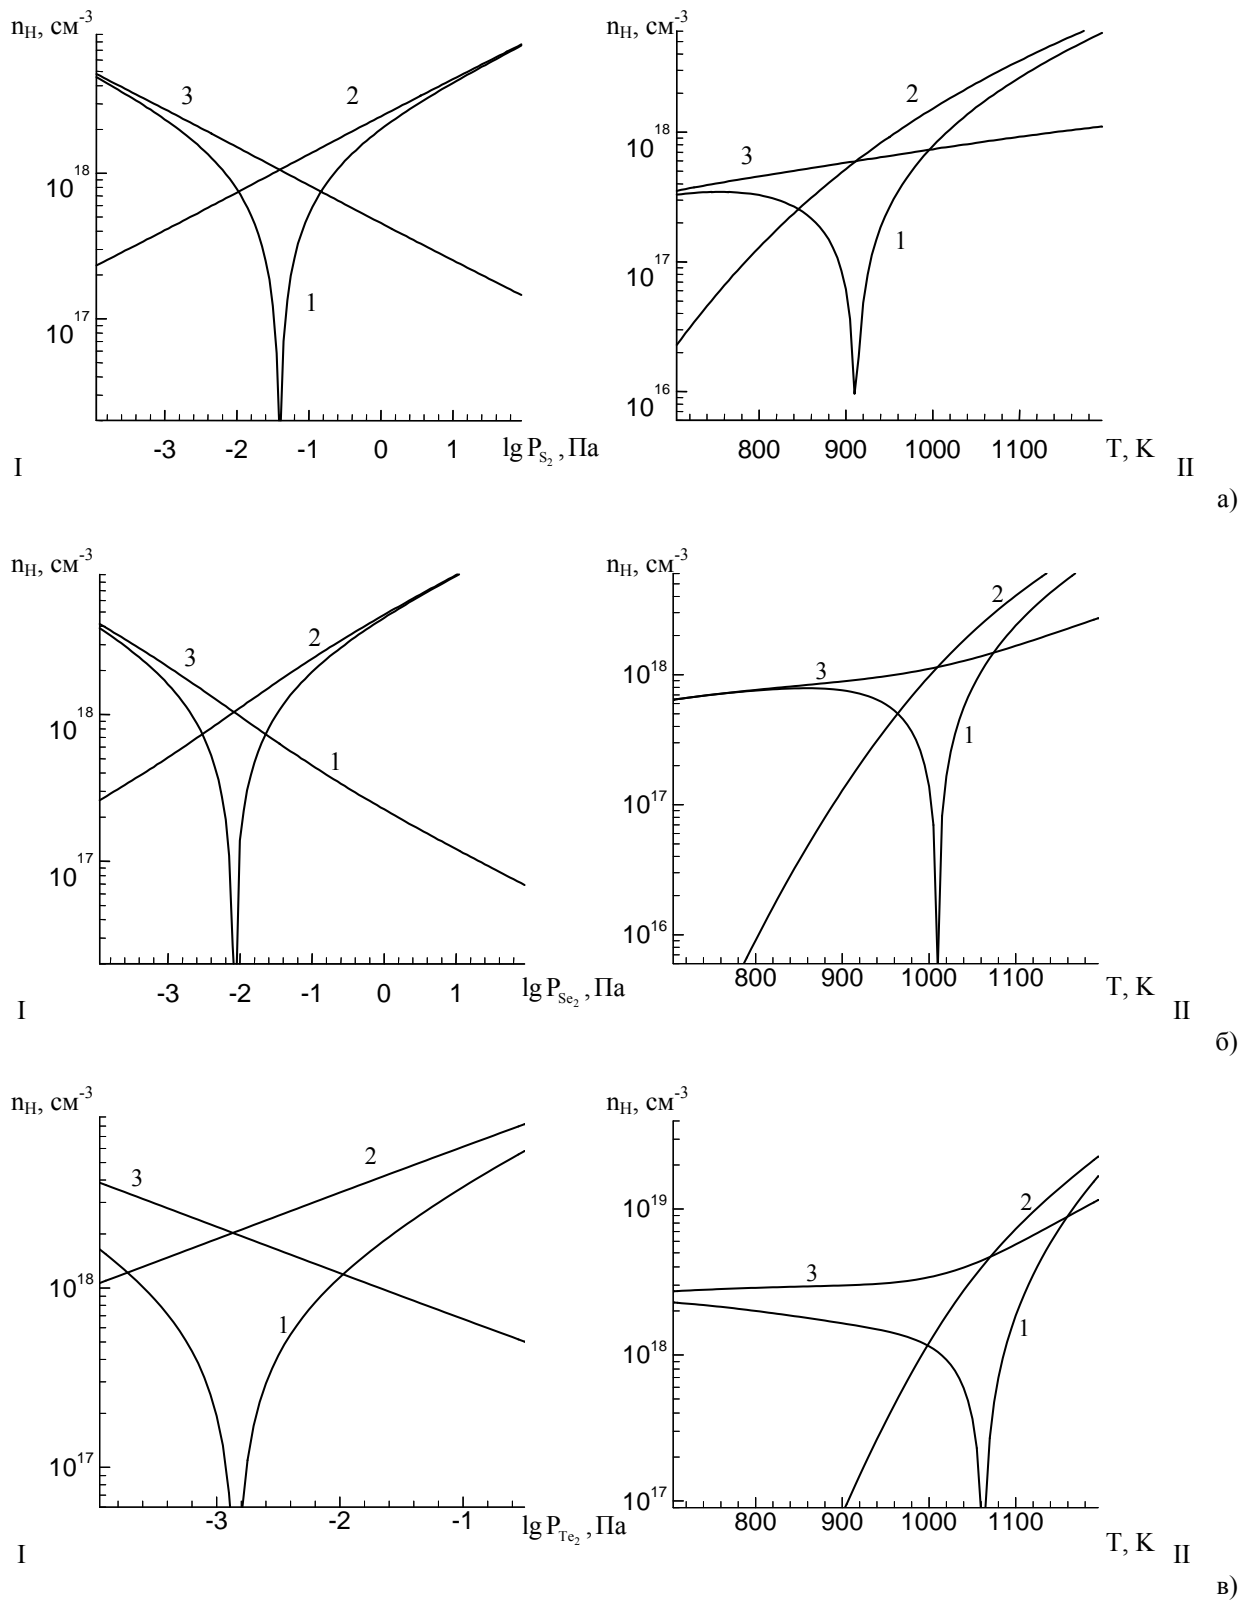 n_H, см^-3
3
2
10^18
10^17
1
-3 -2 -1 0 1 lg P_S₂, Па
I
n_H, см^-3
2
10^18
3
1
10^17
10^16
800 900 1000 1100 T, K
II
а)
n_H, см^-3
3
2
10^18
1
10^17
-3 -2 -1 0 1 lg P_Se₂, Па
I
n_H, см^-3
2
10^18
3
1
10^17
10^16
800 900 1000 1100 T, K
II
б)
n_H, см^-3
3
2
10^18
1
10^17
-3 -2 -1 lg P_Te₂, Па
I
n_H, см^-3
10^19
2
3
1
10^18
10^17
800 900 1000 1100 T, K
II
в)